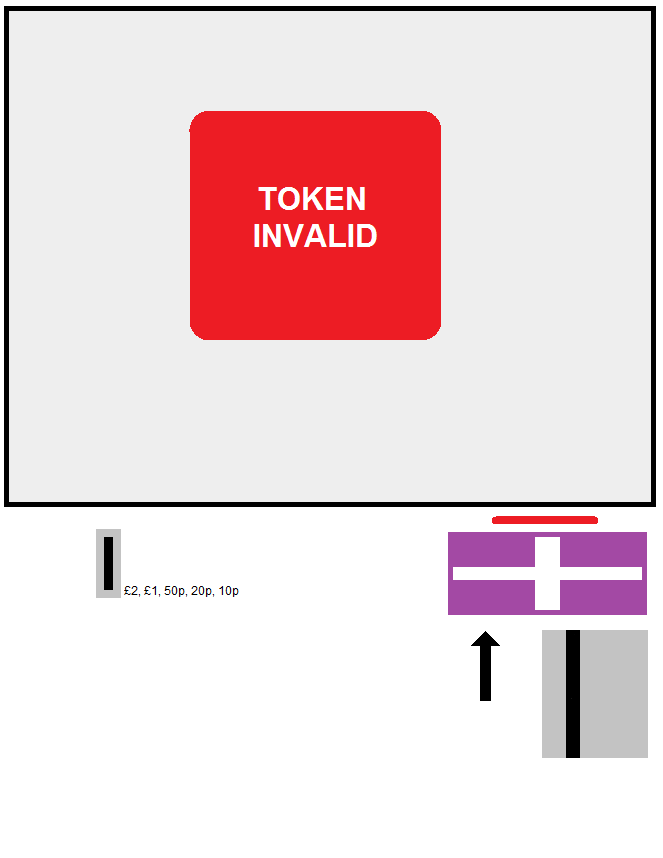 TOKEN
INVALID
£2, £1, 50p, 20p, 10p